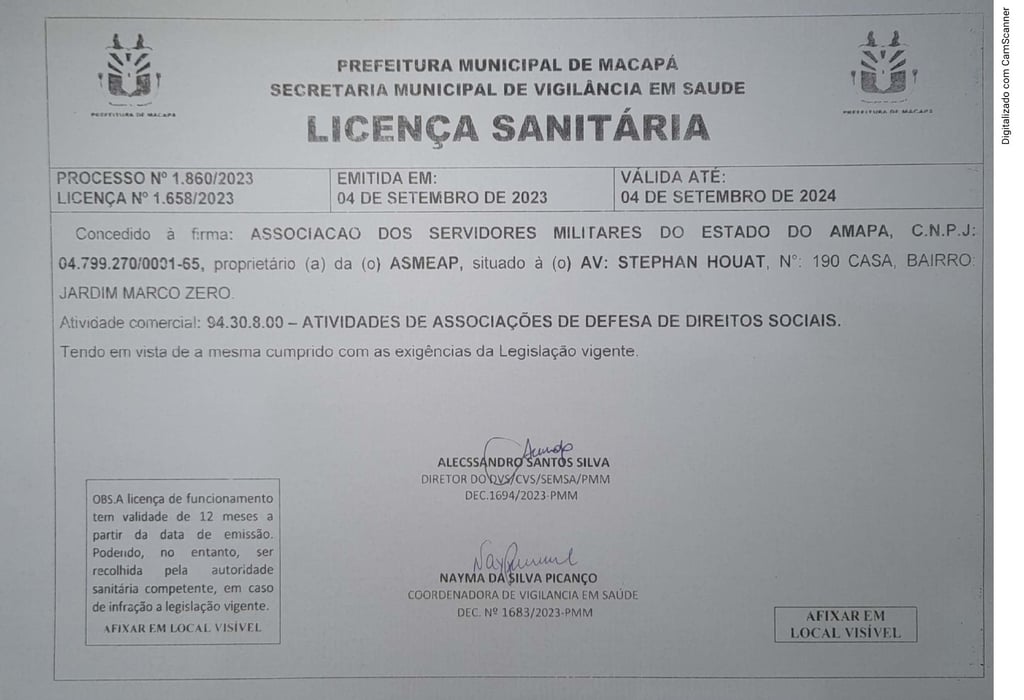 PREFEITURA MUNICIPAL DE MACAPÁ
SECRETARIA MUNICIPAL DE VIGILÂNCIA EM SAUDE
LICENÇA SANITÁRIA
PREFEITURA DE MACAPÁ
PREFEITURA DE MACAPÁ
PROCESSO Nº 1.860/2023
LICENÇA Nº 1.658/2023
EMITIDA EM:
04 DE SETEMBRO DE 2023
VÁLIDA ATÉ:
04 DE SETEMBRO DE 2024
Concedido à firma: ASSOCIACAO DOS SERVIDORES MILITARES DO ESTADO DO AMAPA, C.N.P.J:
04.799.270/0001-65, proprietário (a) da (o) ASMEAP, situado à (o) AV: STEPHAN HOUAT, N°: 190 CASA, BAIRRO:
JARDIM MARCO ZERO.
Atividade comercial: 94.30.8.00 – ATIVIDADES DE ASSOCIAÇÕES DE DEFESA DE DIREITOS SOCIAIS.
Tendo em vista de a mesma cumprido com as exigências da Legislação vigente.
ALECSSANDRO SANTOS SILVA
DIRETOR DO DVS/CVS/SEMSA/PMM
DEC.1694/2023-PMM
NAYMA DA SILVA PICANÇO
COORDENADORA DE VIGILANCIA EM SAÚDE
DEC. Nº 1683/2023-PMM
OBS.A licença de funcionamento
tem validade de 12 meses a
partir da data de emissão.
Podendo, no entanto, ser
recolhida pela autoridade
sanitária competente, em caso
de infração a legislação vigente.
AFIXAR EM LOCAL VISÍVEL
AFIXAR EM
LOCAL VISÍVEL
Digitalizado com CamScanner